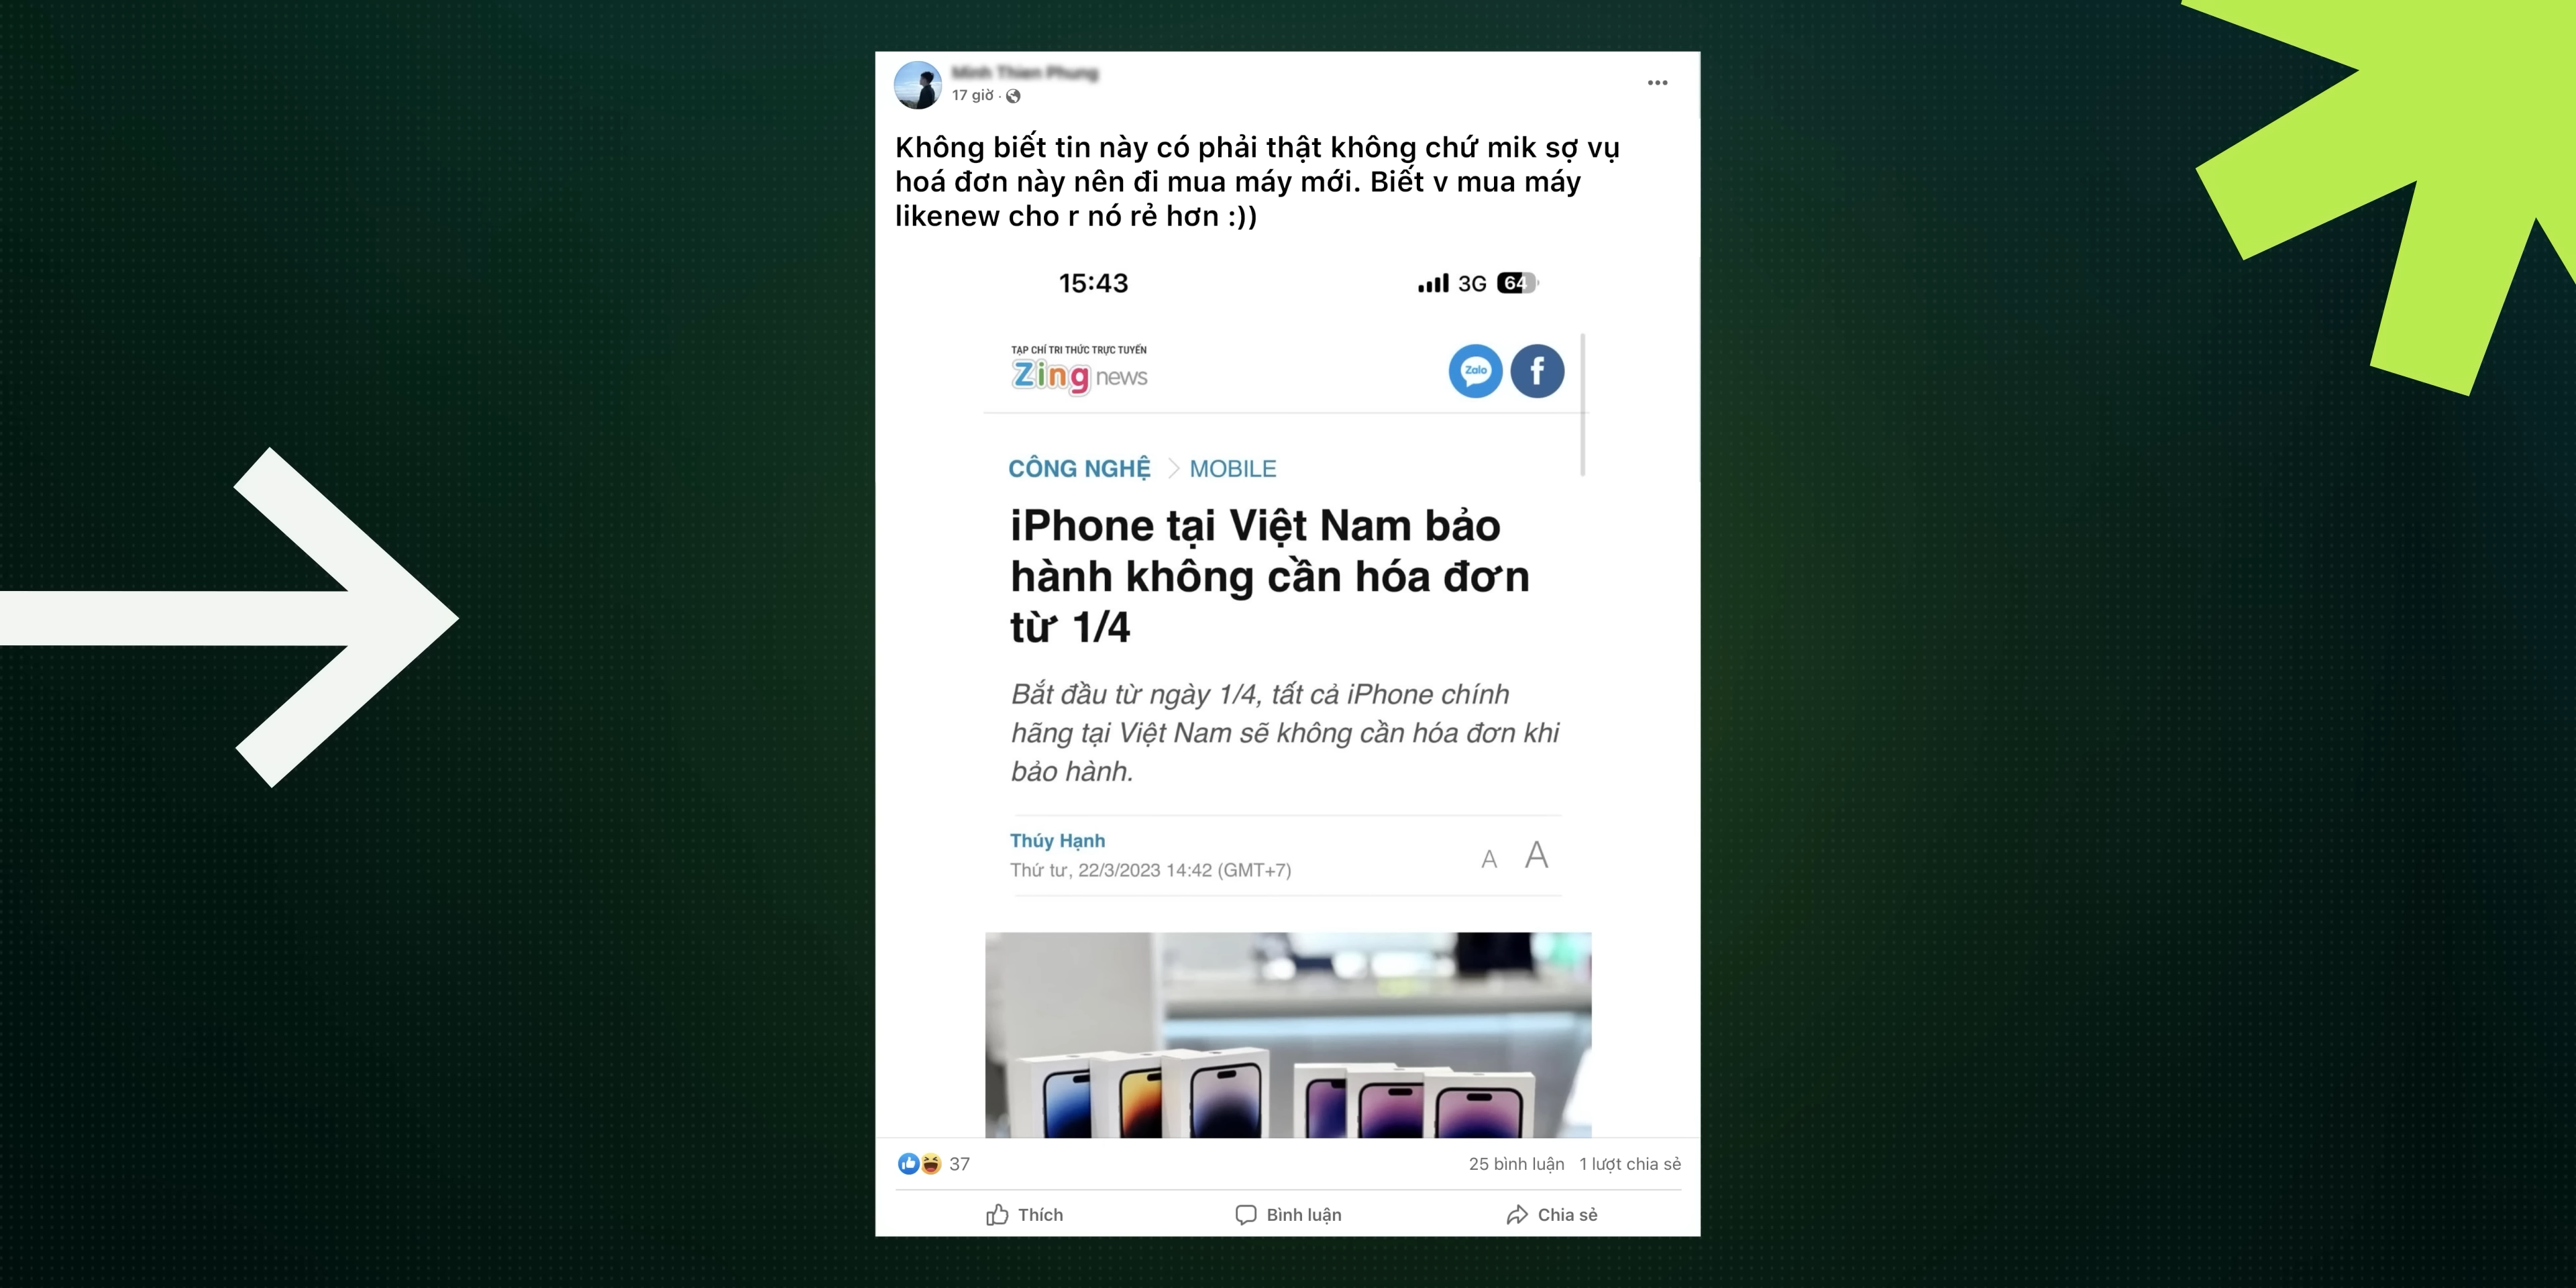 Minh Thien Phung
17 giờ ·
Không biết tin này có phải thật không chứ mik sợ vụ
hoá đơn này nên đi mua máy mới. Biết v mua máy
likenew cho r nó rẻ hơn :))
15:43
3G 64
TẠP CHÍ TRI THỨC TRỰC TUYẾN
Zing news
Zalo f
CÔNG NGHỆ > MOBILE
iPhone tại Việt Nam bảo
hành không cần hóa đơn
từ 1/4
Bắt đầu từ ngày 1/4, tất cả iPhone chính
hãng tại Việt Nam sẽ không cần hóa đơn khi
bảo hành.
Thúy Hạnh
Thứ tư, 22/3/2023 14:42 (GMT+7)
A A
37
25 bình luận 1 lượt chia sẻ
Thích Bình luận Chia sẻ